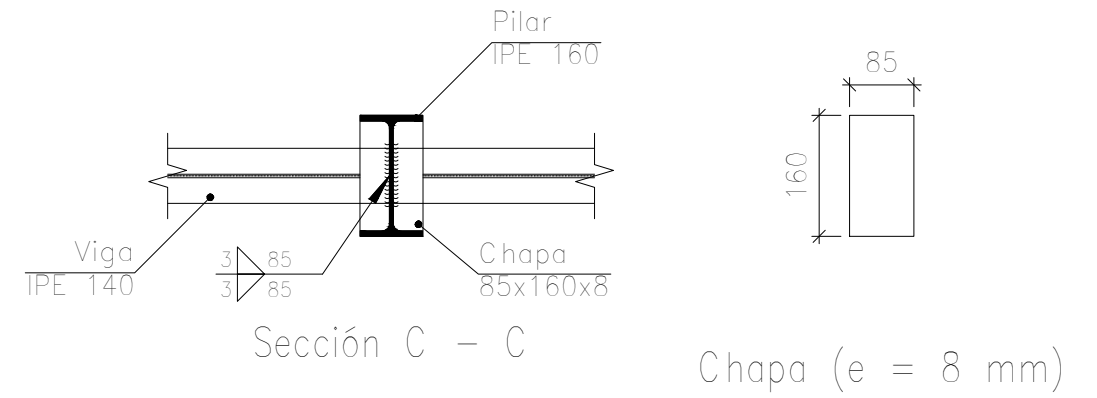 Pilar
IPE 160
85
160
Viga
IPE 140
3 85
3 85
Chapa
85x160x8
Sección C - C
Chapa (e = 8 mm)